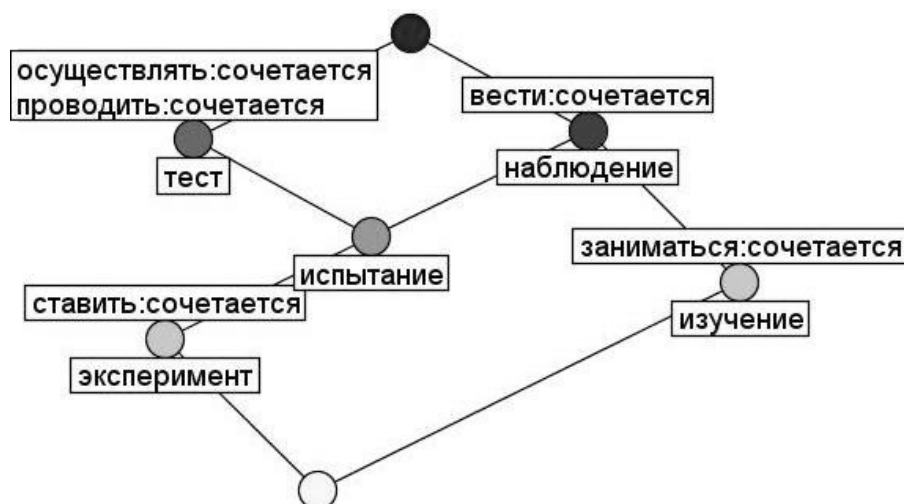 осуществлять:сочетается
проводить:сочетается
вести:сочетается
тест
наблюдение
заниматься:сочетается
испытание
ставить:сочетается
изучение
эксперимент